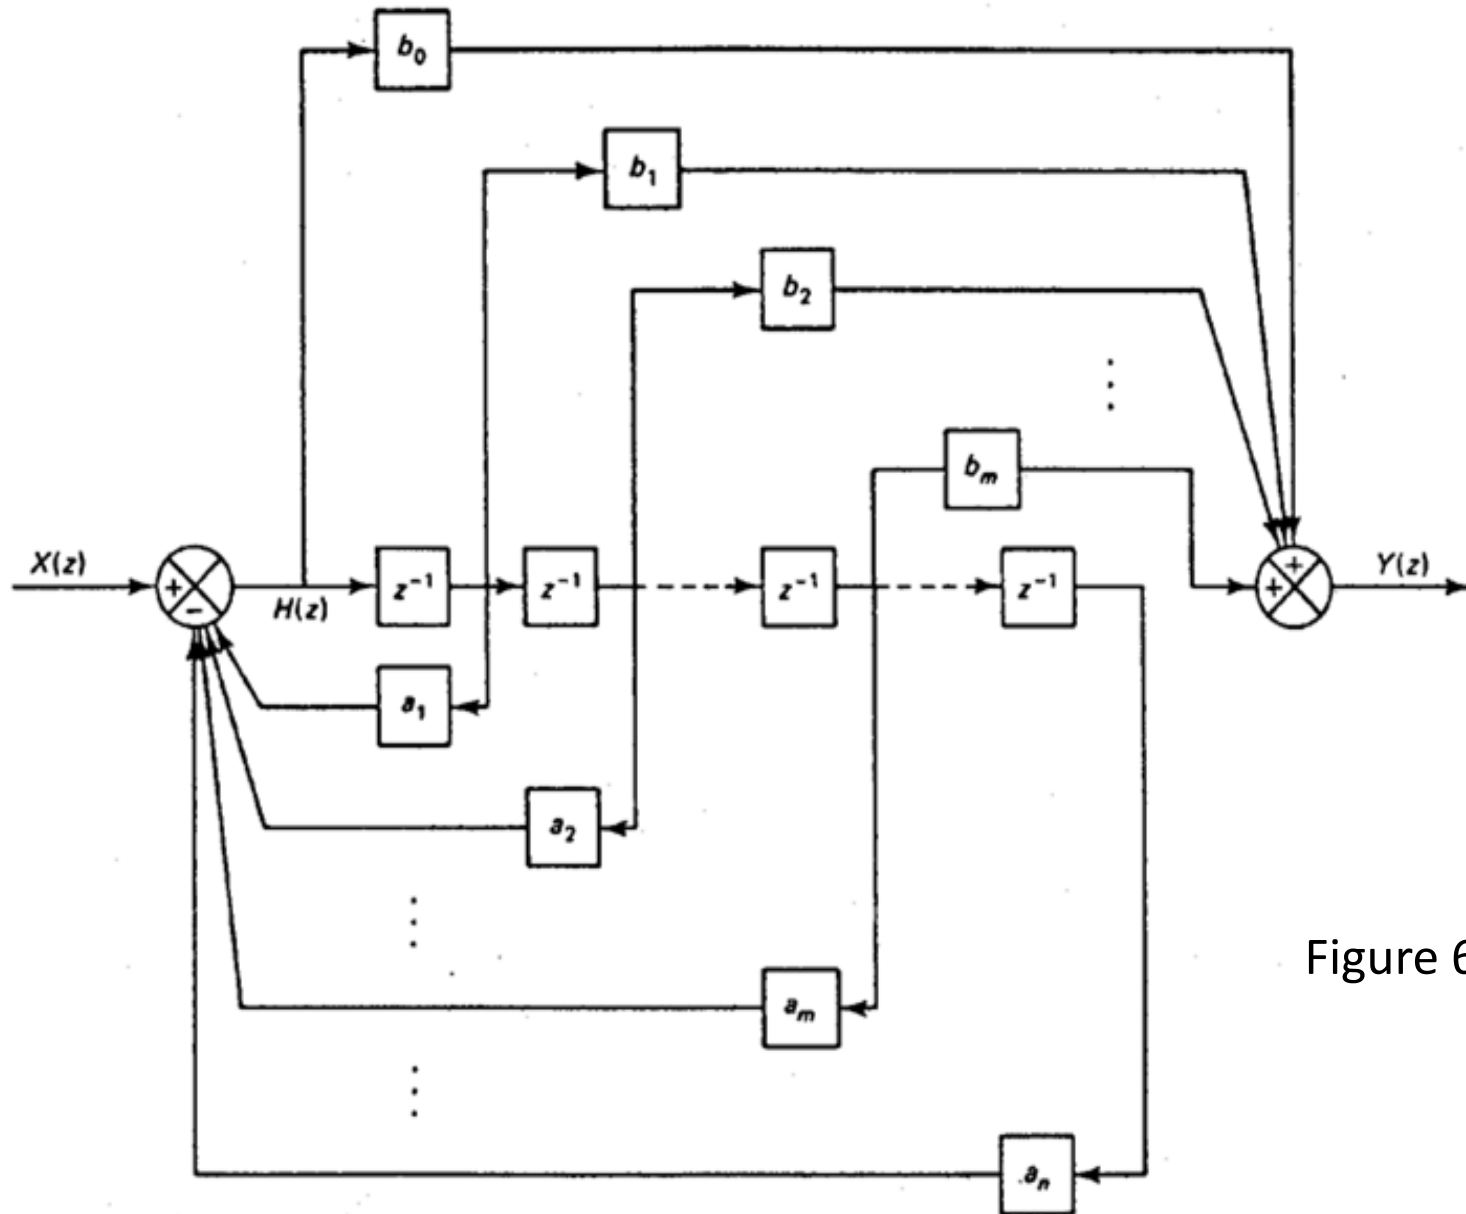 b₀
b₁
b₂
bₘ
X(z)
+
−
H(z)
z⁻¹
z⁻¹
z⁻¹
z⁻¹
+
+
Y(z)
a₁
a₂
Figure 6
aₘ
aₙ